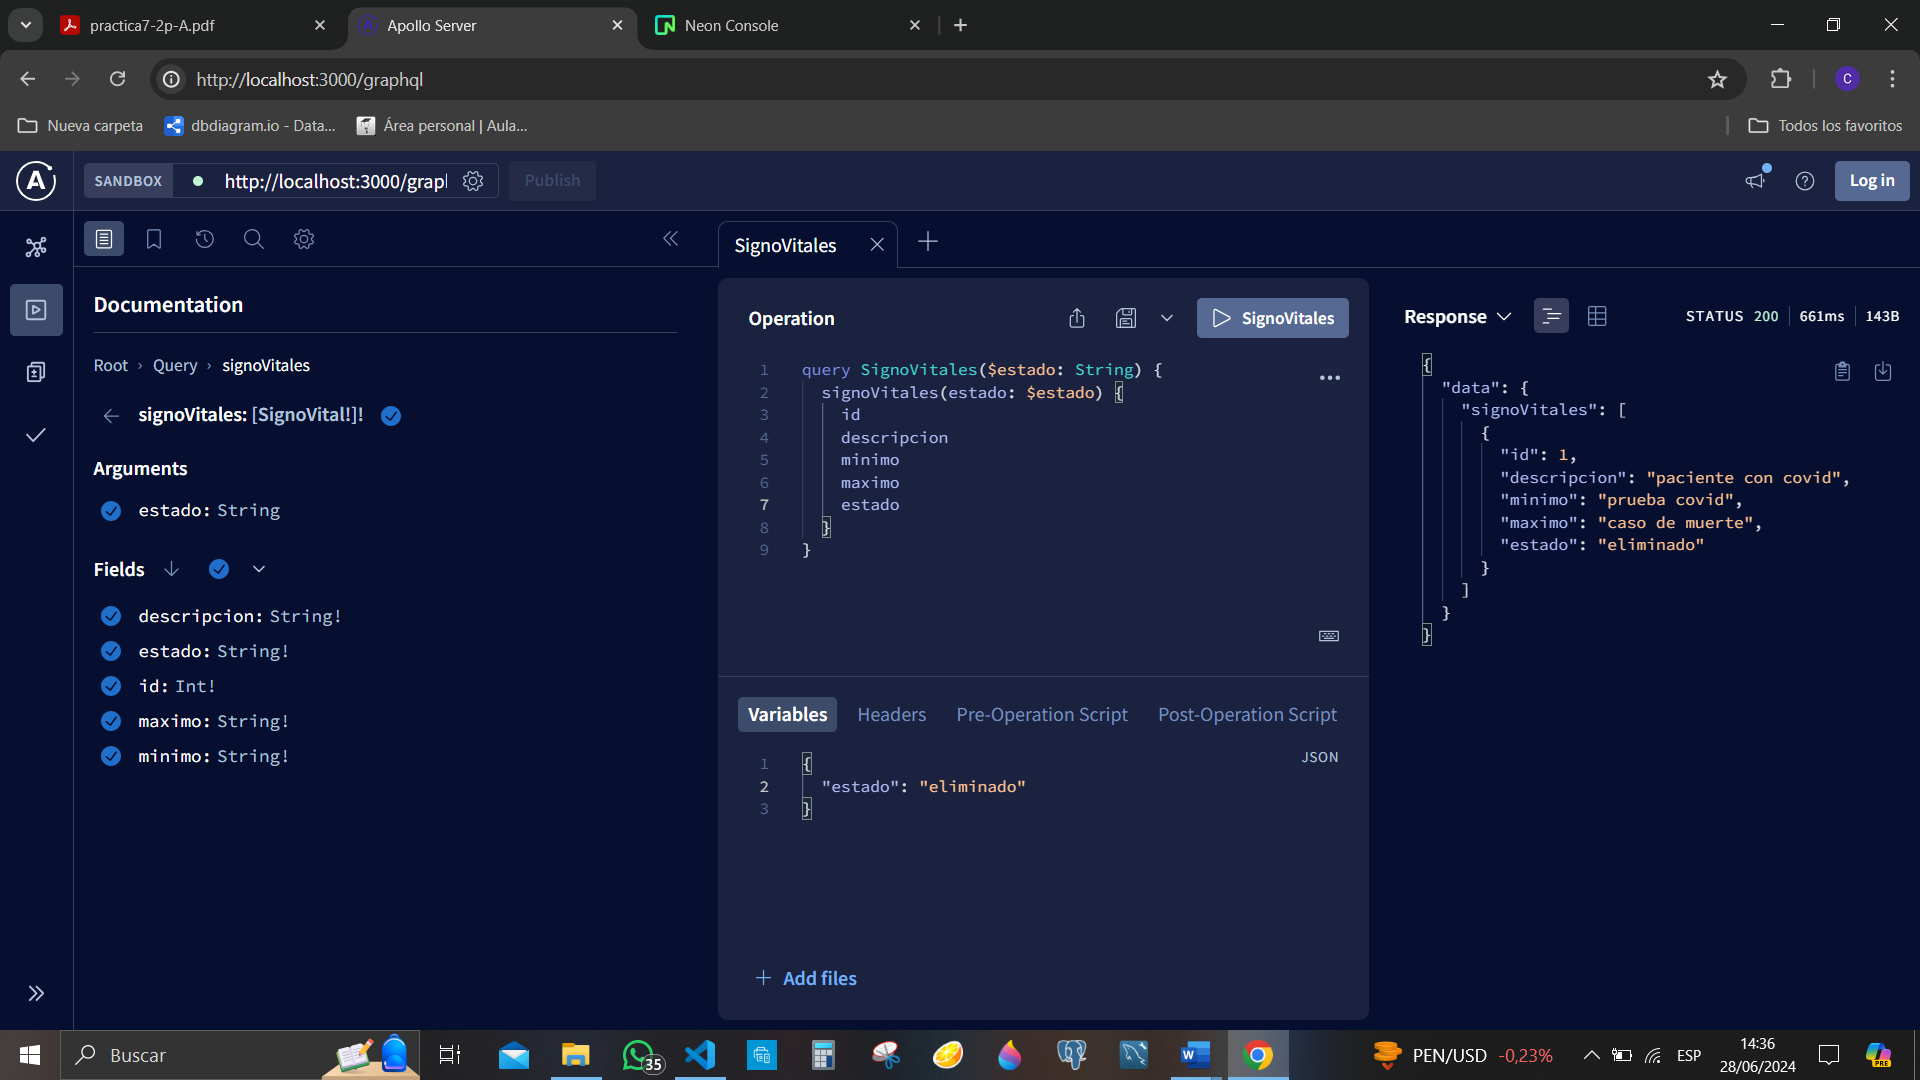 practica7-2p-A.pdf
Apollo Server
Neon Console
http://localhost:3000/graphql
C
Nueva carpeta
dbdiagram.io - Data...
Área personal | Aula...
Todos los favoritos
SANDBOX
http://localhost:3000/grap
Publish
Log in
SignoVitales
Documentation
Root › Query › signoVitales
signoVitales: [SignoVital!]!
Arguments
estado: String
Fields
descripcion: String!
estado: String!
id: Int!
maximo: String!
minimo: String!
Operation
SignoVitales
1 query SignoVitales($estado: String) {
2 signoVitales(estado: $estado) {
3 id
4 descripcion
5 minimo
6 maximo
7 estado
8 }
9 }
Variables
Headers
Pre-Operation Script
Post-Operation Script
JSON
1 {
2 "estado": "eliminado"
3 }
Add files
Response
STATUS 200
661ms
143B
{
"data": {
"signoVitales": [
{
"id": 1,
"descripcion": "paciente con covid",
"minimo": "prueba covid",
"maximo": "caso de muerte",
"estado": "eliminado"
}
]
}
}
Buscar
35
PEN/USD -0,23%
ESP
14:36
28/06/2024
PRE